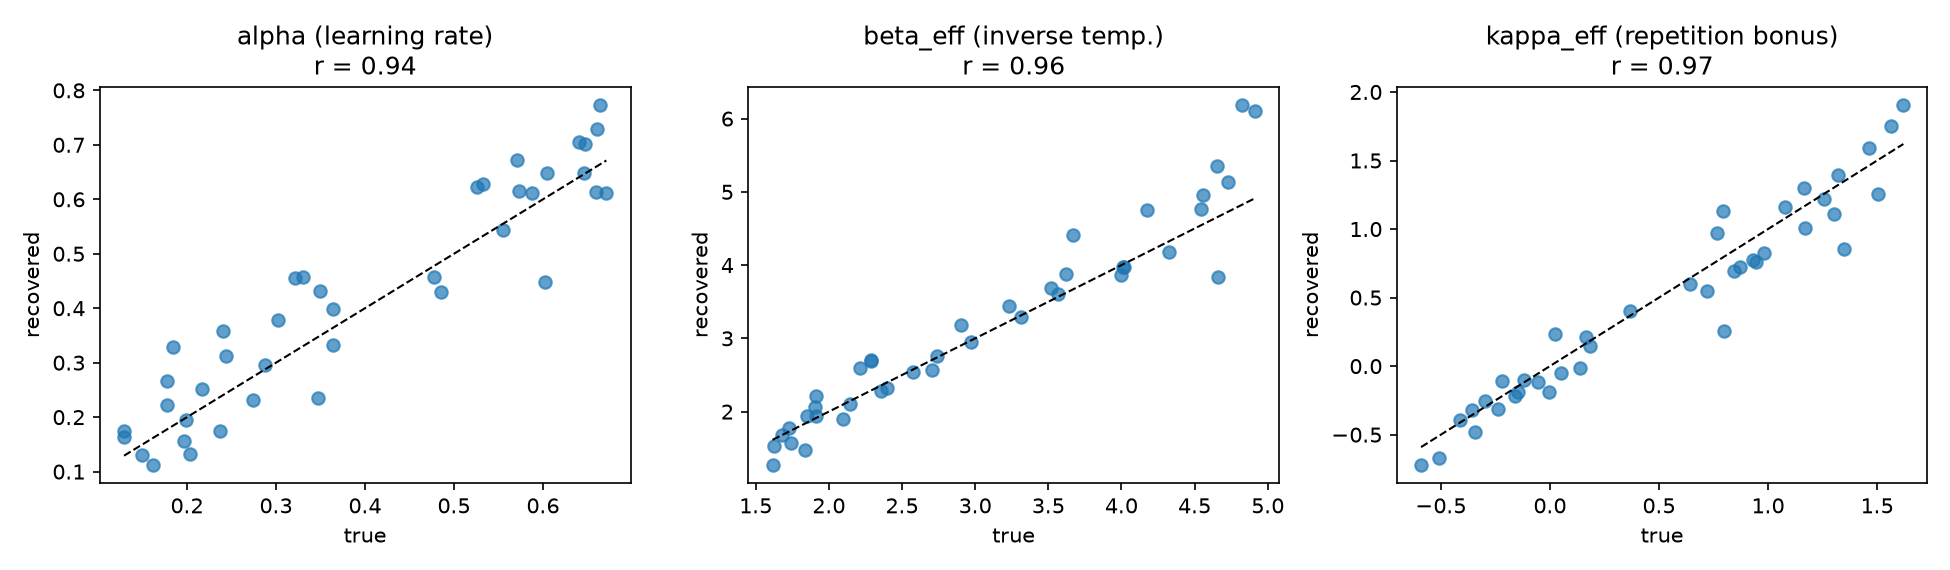 alpha (learning rate)
r = 0.94
recovered
0.8
0.7
0.6
0.5
0.4
0.3
0.2
0.1
0.2 0.3 0.4 0.5 0.6
true
beta_eff (inverse temp.)
r = 0.96
recovered
6
5
4
3
2
1.5 2.0 2.5 3.0 3.5 4.0 4.5 5.0
true
kappa_eff (repetition bonus)
r = 0.97
recovered
2.0
1.5
1.0
0.5
0.0
−0.5
−0.5 0.0 0.5 1.0 1.5
true